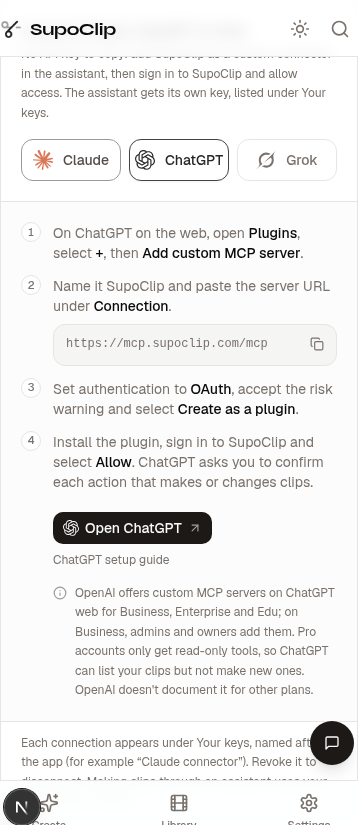 SupoClip
in the assistant, then sign in to SupoClip and allow
access. The assistant gets its own key, listed under Your
keys.
Claude
ChatGPT
Grok
1
On ChatGPT on the web, open Plugins,
select +, then Add custom MCP server.
2
Name it SupoClip and paste the server URL
under Connection.
https://mcp.supoclip.com/mcp
3
Set authentication to OAuth, accept the risk
warning and select Create as a plugin.
4
Install the plugin, sign in to SupoClip and
select Allow. ChatGPT asks you to confirm
each action that makes or changes clips.
Open ChatGPT
ChatGPT setup guide
OpenAI offers custom MCP servers on ChatGPT
web for Business, Enterprise and Edu; on
Business, admins and owners add them. Pro
accounts only get read-only tools, so ChatGPT
can list your clips but not make new ones.
OpenAI doesn't document it for other plans.
Each connection appears under Your keys, named
the app (for example “Claude connector”). Revoke it to
N
Library
Settings